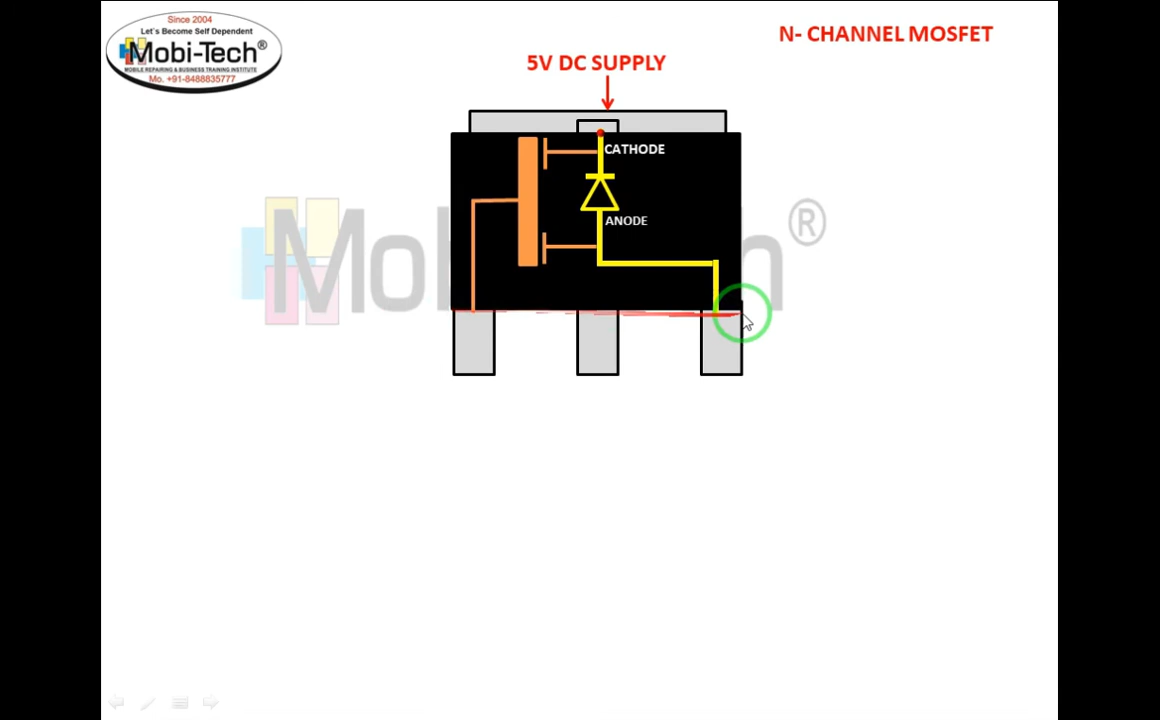 Since 2004
Let's Become Self Dependent
Mobi-Tech®
MOBILE REPAIRING & BUSINESS TRAINING INSTITUTE
Mo. +91-8488835777
N- CHANNEL MOSFET
5V DC SUPPLY
CATHODE
ANODE